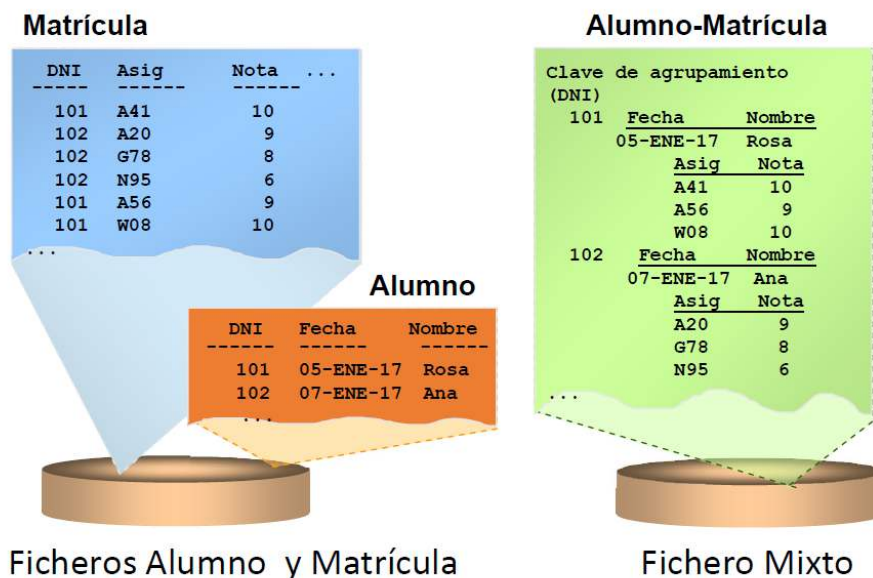 Matrícula
DNI Asig Nota ...
----- ------ ------
101 A41 10
102 A20 9
102 G78 8
102 N95 6
101 A56 9
101 W08 10
...
Alumno
DNI Fecha Nombre
------ ------ ------
101 05-ENE-17 Rosa
102 07-ENE-17 Ana
...
Ficheros Alumno y Matrícula
Alumno-Matrícula
Clave de agrupamiento
(DNI)
101 Fecha Nombre
05-ENE-17 Rosa
Asig Nota
A41 10
A56 9
W08 10
102 Fecha Nombre
07-ENE-17 Ana
Asig Nota
A20 9
G78 8
N95 6
...
Fichero Mixto